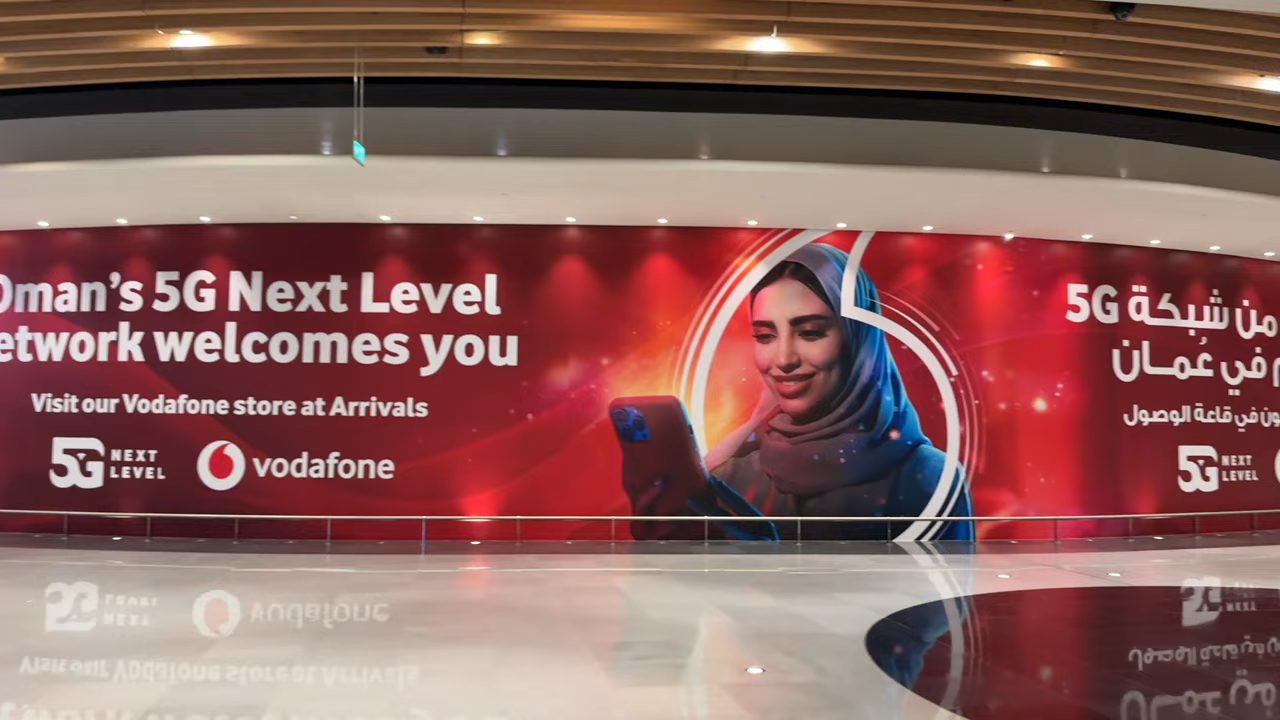 Oman's 5G Next Level
etwork welcomes you
Visit our Vodafone store at Arrivals
5G NEXT LEVEL
vodafone
من شبكة 5G
في عُمـان
ون في قاعة الوصول
5G NEXT LEVEL